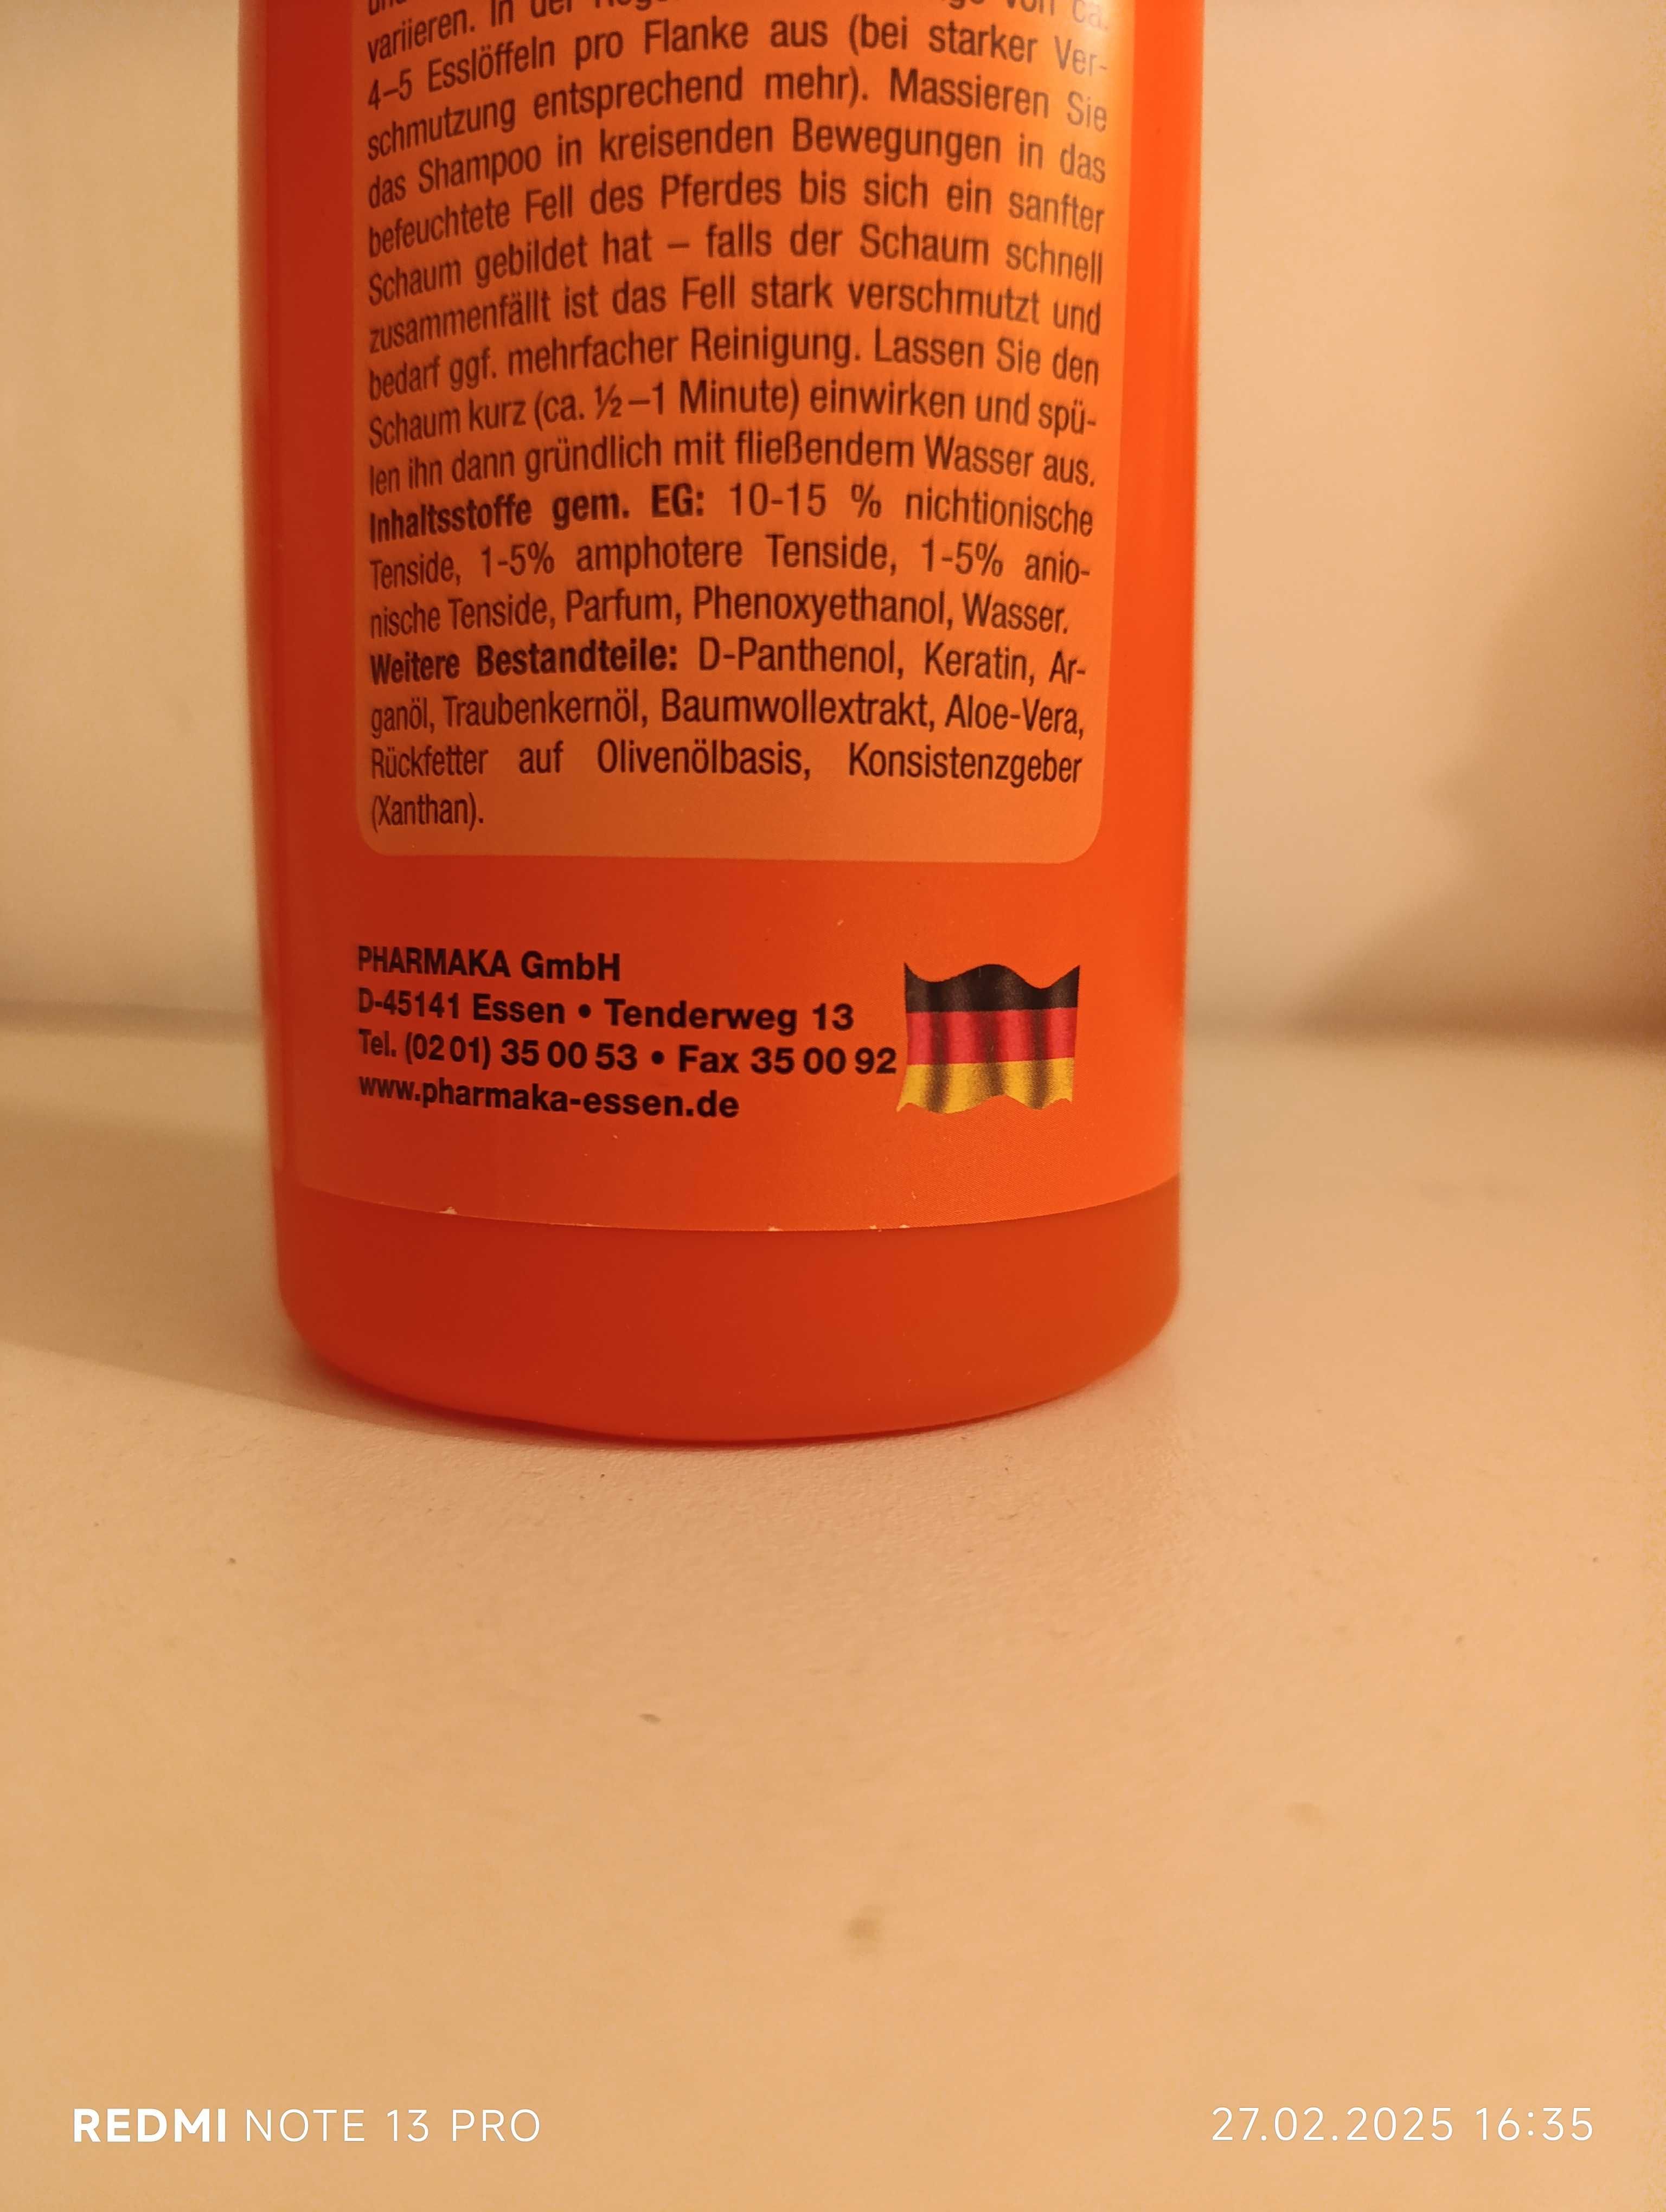 variieren. In der
4–5 Esslöffeln pro Flanke aus (bei starker Ver-
schmutzung entsprechend mehr). Massieren Sie
das Shampoo in kreisenden Bewegungen in das
befeuchtete Fell des Pferdes bis sich ein sanfter
Schaum gebildet hat – falls der Schaum schnell
zusammenfällt ist das Fell stark verschmutzt und
bedarf ggf. mehrfacher Reinigung. Lassen Sie den
Schaum kurz (ca. ½–1 Minute) einwirken und spü-
len ihn dann gründlich mit fließendem Wasser aus.
Inhaltsstoffe gem. EG: 10-15 % nichtionische
Tenside, 1-5% amphotere Tenside, 1-5% anio-
nische Tenside, Parfum, Phenoxyethanol, Wasser.
Weitere Bestandteile: D-Panthenol, Keratin, Ar-
ganöl, Traubenkernöl, Baumwollextrakt, Aloe-Vera,
Rückfetter auf Olivenölbasis, Konsistenzgeber
(Xanthan).
PHARMAKA GmbH
D-45141 Essen • Tenderweg 13
Tel. (02 01) 35 00 53 • Fax 35 00 92
www.pharmaka-essen.de
REDMI NOTE 13 PRO
27.02.2025 16:35